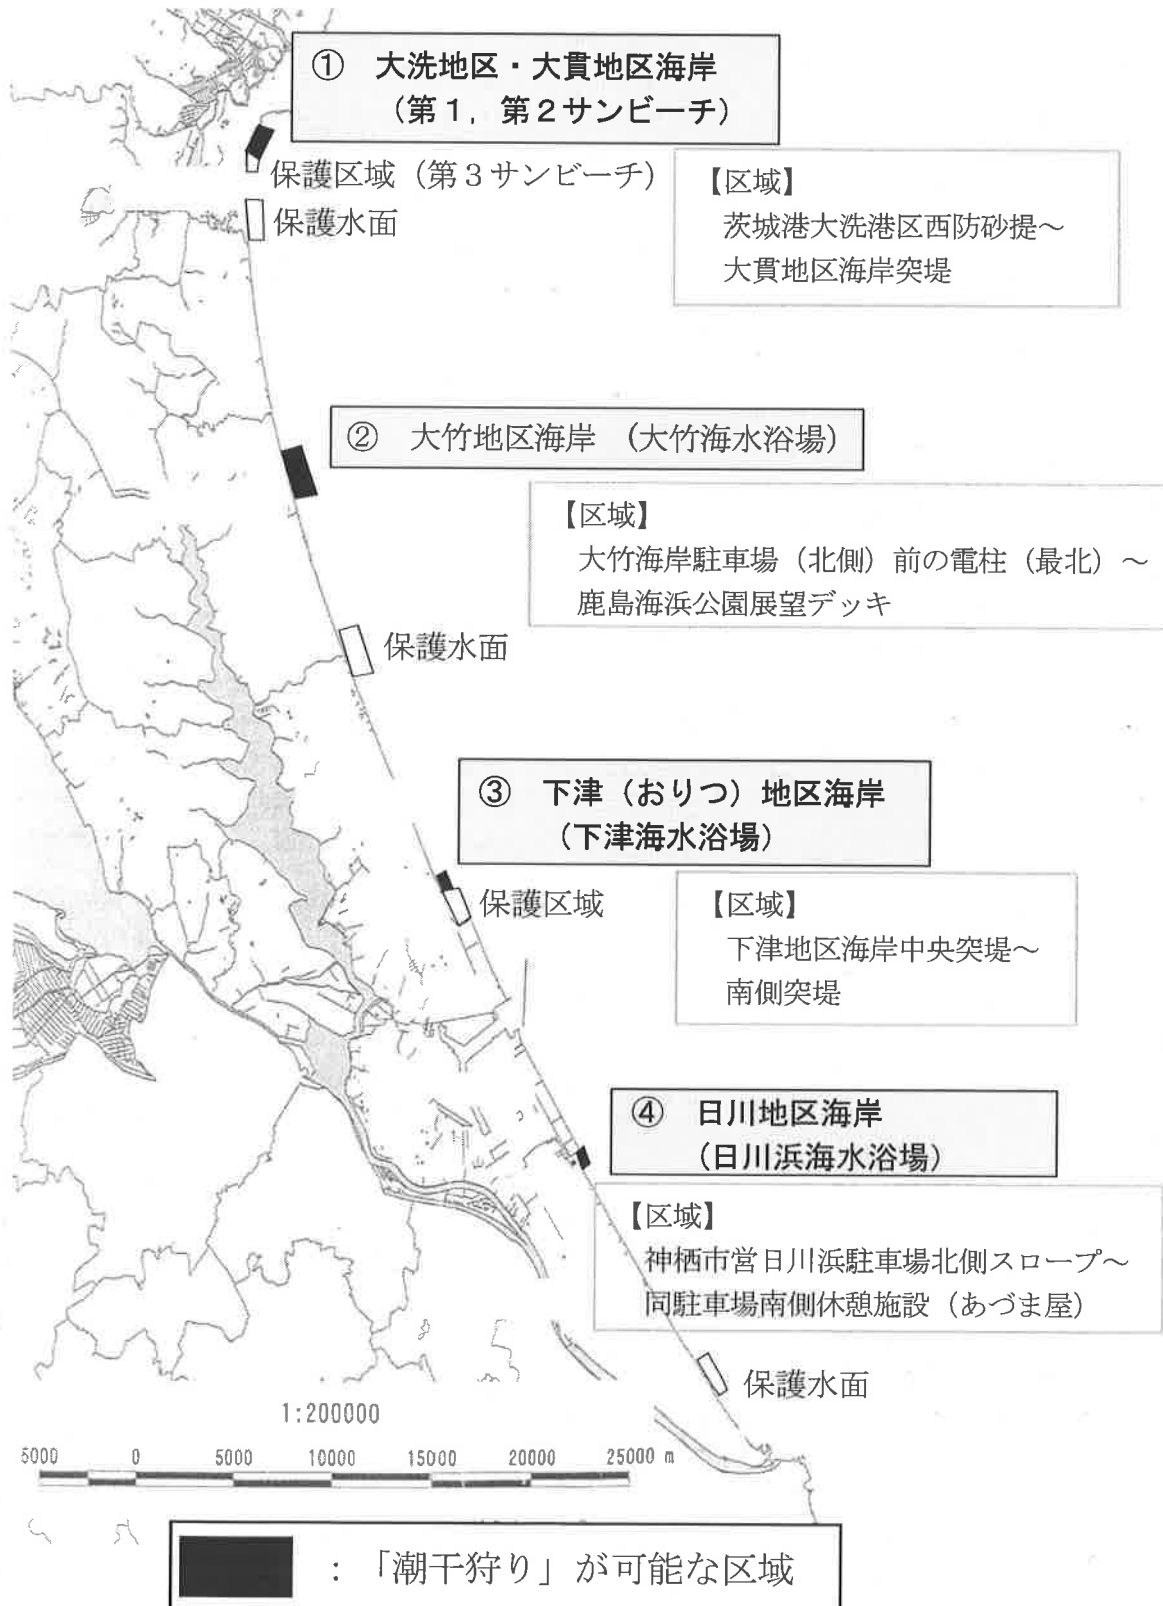 ① 大洗地区・大貫地区海岸
（第１，第２サンビーチ）
保護区域（第３サンビーチ）
保護水面
【区域】
茨城港大洗港区西防砂提～
大貫地区海岸突堤
② 大竹地区海岸 （大竹海水浴場）
【区域】
大竹海岸駐車場（北側）前の電柱（最北）～
鹿島海浜公園展望デッキ
保護水面
③ 下津（おりつ）地区海岸
（下津海水浴場）
保護区域
【区域】
下津地区海岸中央突堤～
南側突堤
④ 日川地区海岸
（日川浜海水浴場）
【区域】
神栖市営日川浜駐車場北側スロープ～
同駐車場南側休憩施設（あづま屋）
保護水面
1:200000
5000 0 5000 10000 15000 20000 25000 m
：「潮干狩り」が可能な区域